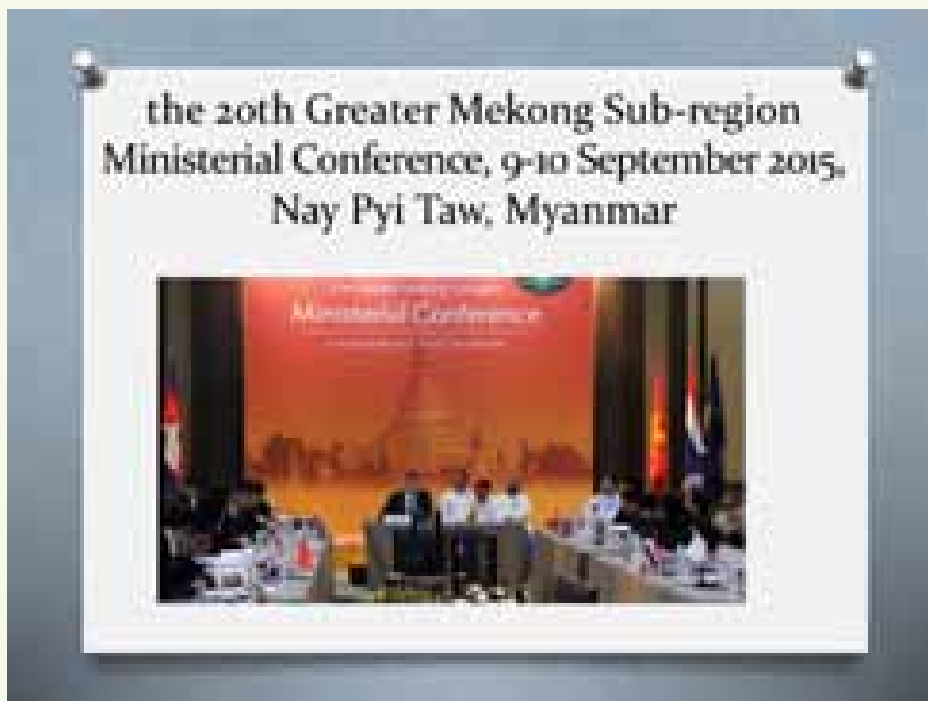 the 20th Greater Mekong Sub-region
Ministerial Conference, 9-10 September 2015,
Nay Pyi Taw, Myanmar
Ministerial Conference